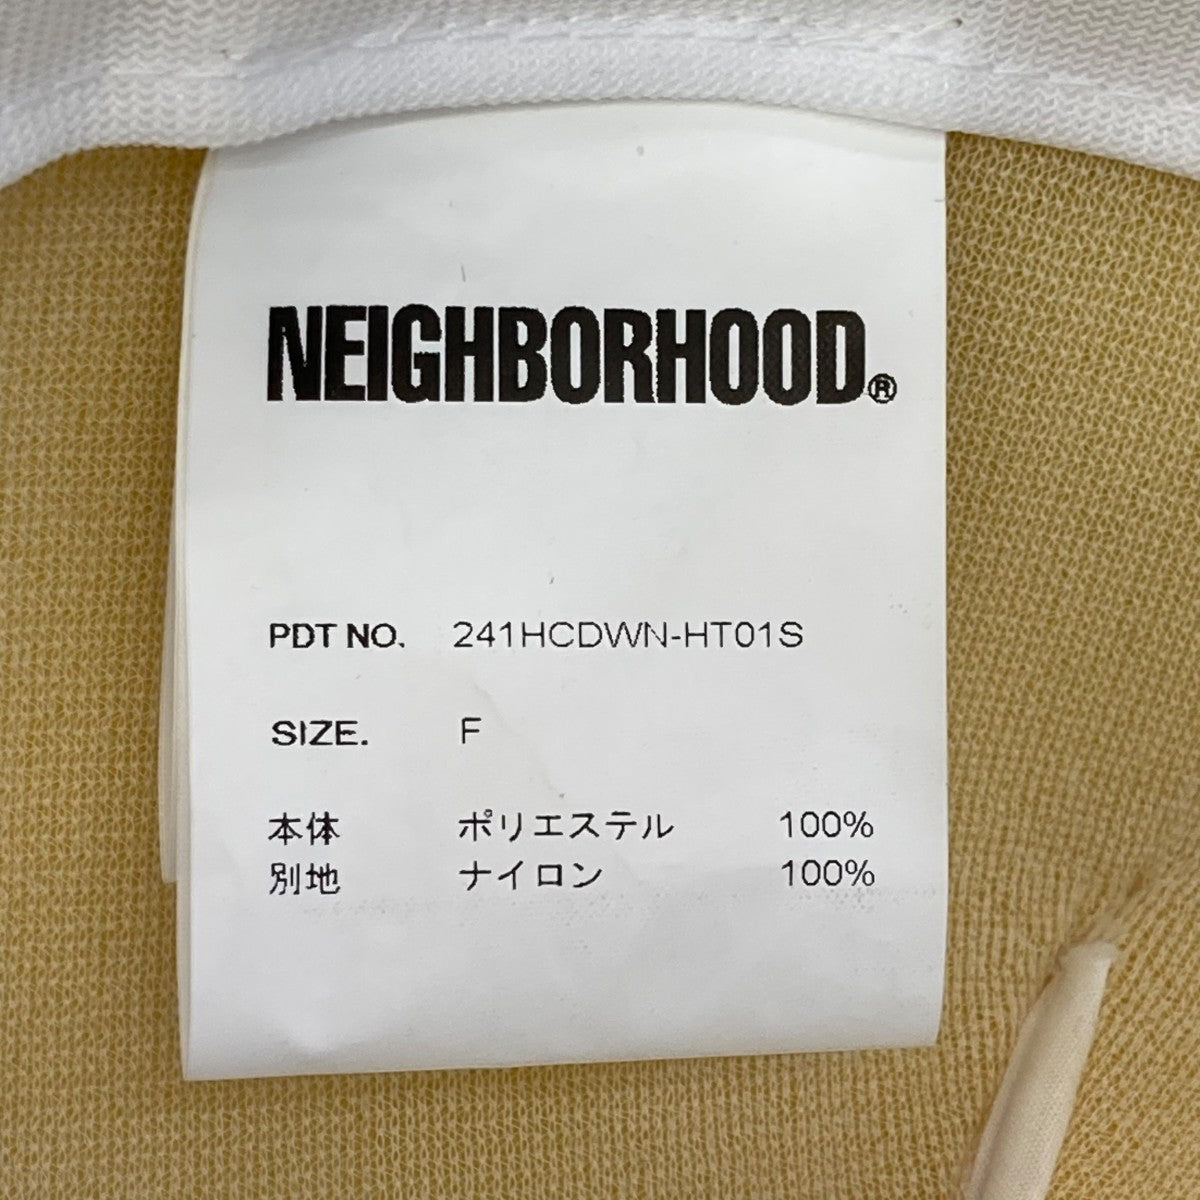 NEIGHBORHOOD®
PDT NO. 241HCDWN-HT01S
SIZE. F
本体 ポリエステル 100%
別地 ナイロン 100%